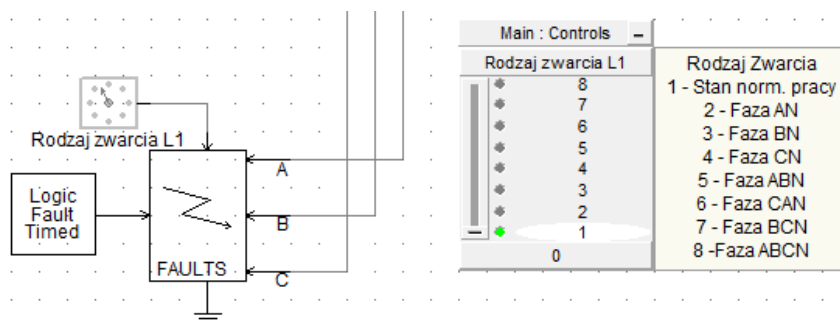 Rodzaj zwarcia L1
Logic
Fault
Timed
FAULTS
A
B
C
Main : Controls
Rodzaj zwarcia L1
8
7
6
5
4
3
2
1
0
Rodzaj Zwarcia
1 - Stan norm. pracy
2 - Faza AN
3 - Faza BN
4 - Faza CN
5 - Faza ABN
6 - Faza CAN
7 - Faza BCN
8 -Faza ABCN